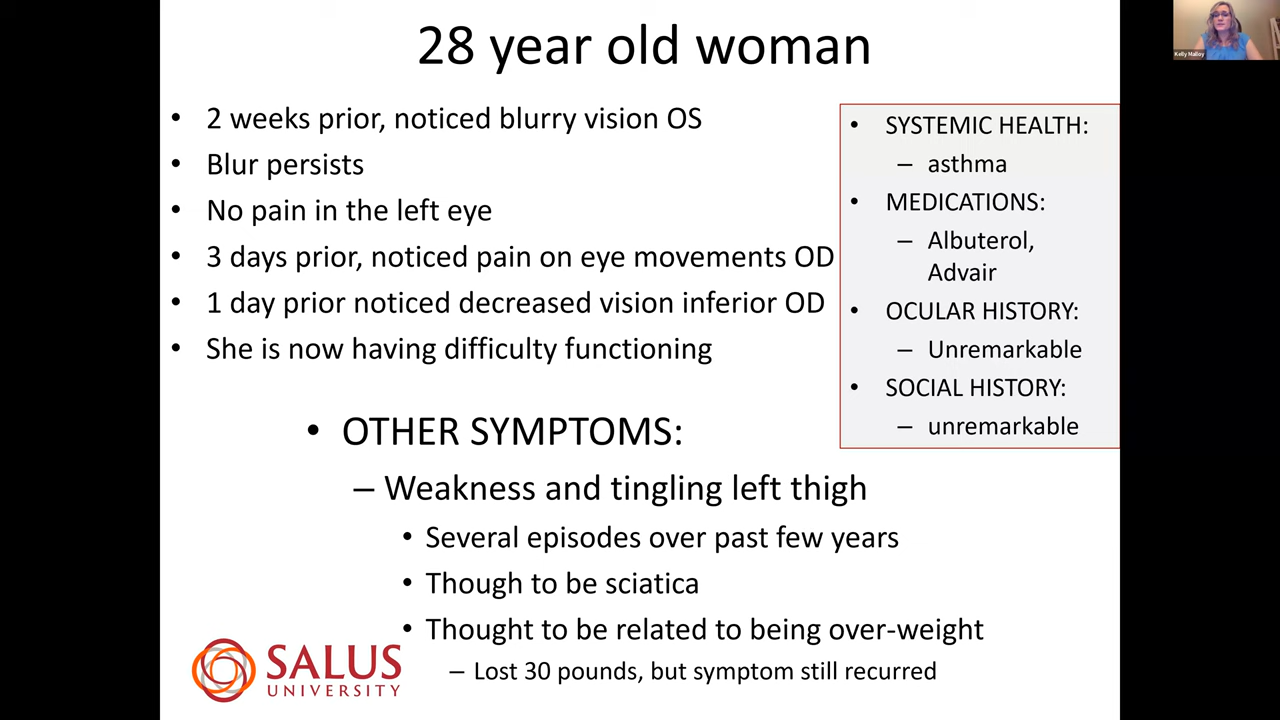 28 year old woman
• 2 weeks prior, noticed blurry vision OS
• Blur persists
• No pain in the left eye
• 3 days prior, noticed pain on eye movements OD
• 1 day prior noticed decreased vision inferior OD
• She is now having difficulty functioning
• SYSTEMIC HEALTH:
– asthma
• MEDICATIONS:
– Albuterol,
Advair
• OCULAR HISTORY:
– Unremarkable
• SOCIAL HISTORY:
– unremarkable
• OTHER SYMPTOMS:
– Weakness and tingling left thigh
• Several episodes over past few years
• Though to be sciatica
• Thought to be related to being over-weight
– Lost 30 pounds, but symptom still recurred
SALUS
UNIVERSITY
Kelly Malloy